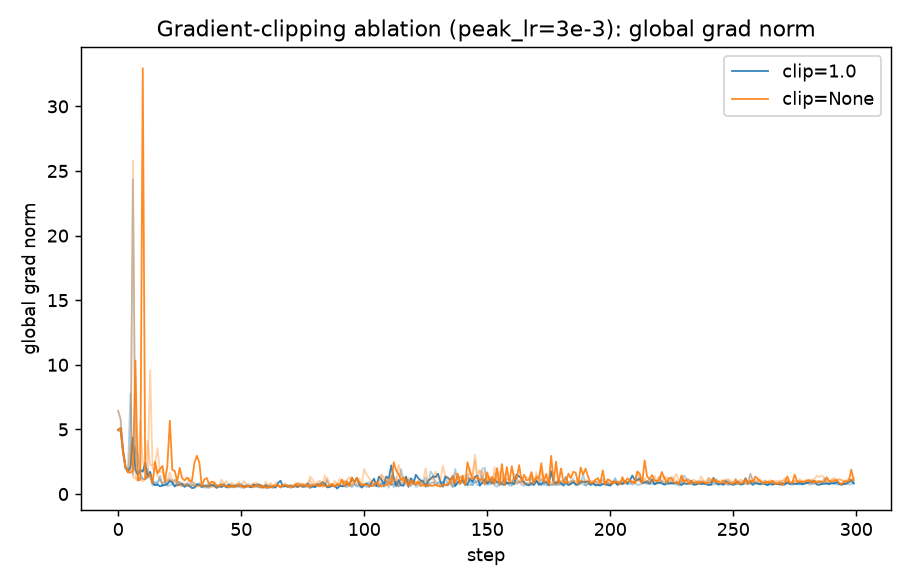 Gradient-clipping ablation (peak_lr=3e-3): global grad norm
clip=1.0
clip=None
global grad norm
30
25
20
15
10
5
0
0 50 100 150 200 250 300
step